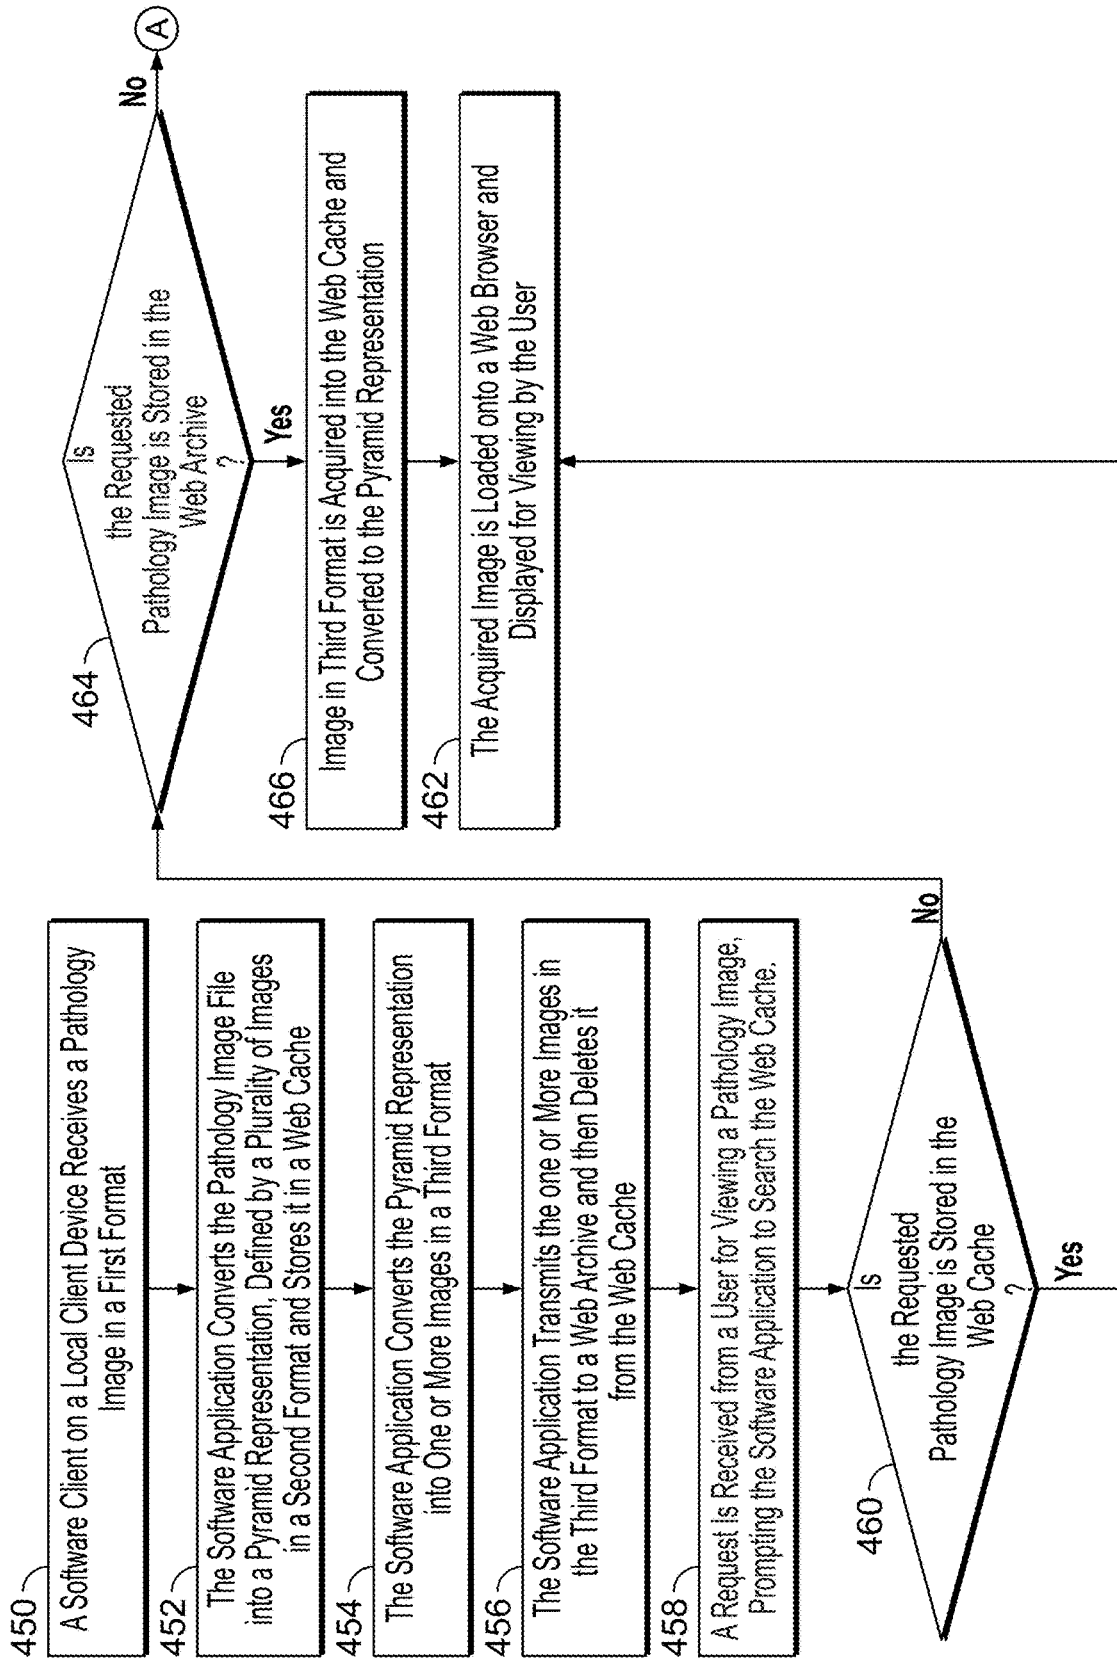 450
A Software Client on a Local Client Device Receives a Pathology
Image in a First Format
452
The Software Application Converts the Pathology Image File
into a Pyramid Representation, Defined by a Plurality of Images
in a Second Format and Stores it in a Web Cache
454
The Software Application Converts the Pyramid Representation
into One or More Images in a Third Format
456
The Software Application Transmits the one or More Images in
the Third Format to a Web Archive and then Deletes it
from the Web Cache
458
A Request is Received from a User for Viewing a Pathology Image,
Prompting the Software Application to Search the Web Cache.
460
Is
the Requested
Pathology Image is Stored in the
Web Cache
?
No
Yes
464
Is
the Requested
Pathology Image is Stored in the
Web Archive
?
No
A
Yes
466
Image in Third Format is Acquired into the Web Cache and
Converted to the Pyramid Representation
462
The Acquired Image is Loaded onto a Web Browser and
Displayed for Viewing by the User